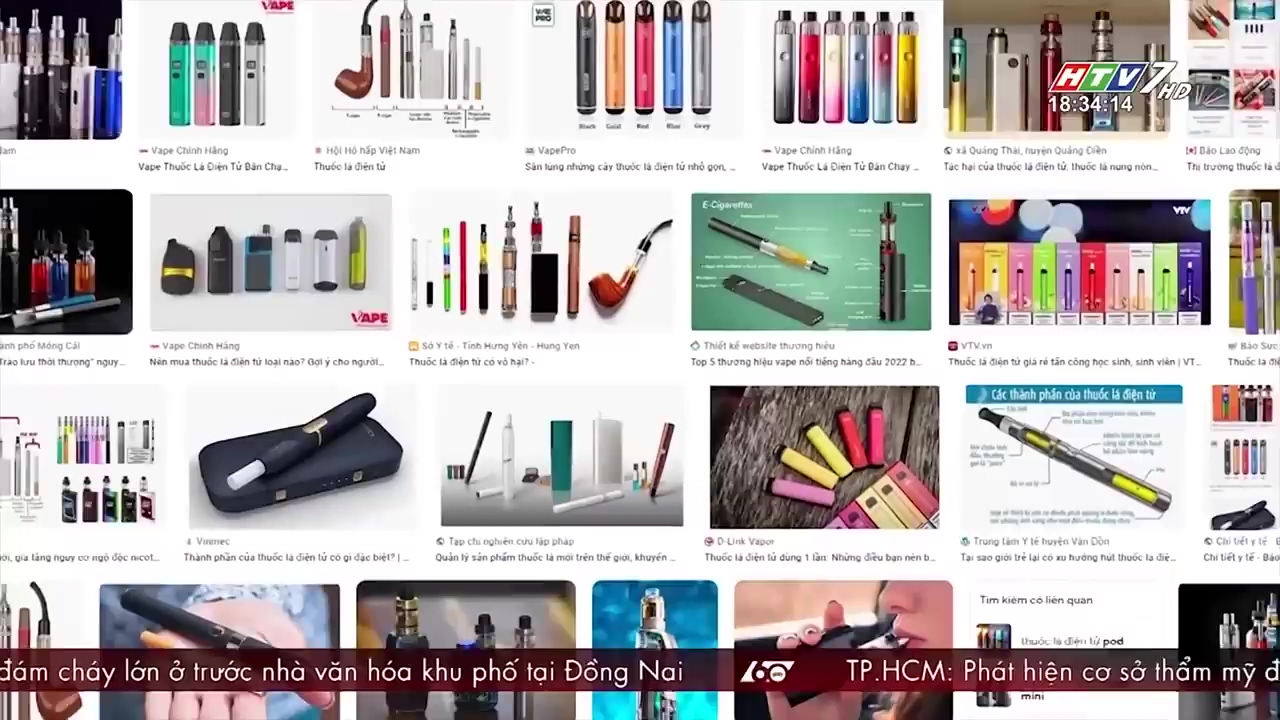 VAPE
VAPE PRO
Black Gold Red Blue Grey
HTV7 HD
18:34:14
Nam
Vape Chính Hãng
Hội Hô hấp Việt Nam
VapePro
Vape Chính Hãng
xã Quảng Thái, huyện Quảng Điền
Báo Lao động
Vape Thuốc Lá Điện Tử Bán Chạ...
Thuốc lá điện tử
Săn lùng những cây thuốc lá điện tử nhỏ gọn, ...
Vape Thuốc Lá Điện Tử Bán Chạy ...
Tác hại của thuốc lá điện tử, thuốc lá nung nón...
Thị trường thuốc lá đ
E-Cigarettes
VTV
VAPE
ành phố Móng Cái
Vape Chính Hãng
Sở Y tế - Tỉnh Hưng Yên - Hung Yen
Thiết kế website thương hiệu
VTV.vn
Báo Sức
Trào lưu thời thượng" nguy...
Nên mua thuốc lá điện tử loại nào? Gợi ý cho người...
Thuốc lá điện tử có vô hại? -
Top 5 thương hiệu vape nổi tiếng hàng đầu 2022 b...
Thuốc lá điện tử giá rẻ tấn công học sinh, sinh viên | VT...
Thuốc lá điệ
Các thành phần của thuốc lá điện tử
Vinmec
Tạp chí nghiên cứu lập pháp
D-Link Vapor
Trung tâm Y tế huyện Vân Đồn
Chi tiết y tế - B
ới, gia tăng nguy cơ ngộ độc nicot...
Thành phần của thuốc lá điện tử có gì đặc biệt? | ...
Quản lý sản phẩm thuốc lá mới trên thế giới, khuyến ...
Thuốc lá điện tử dùng 1 lần: Những điều bạn nên b...
Tại sao giới trẻ lại có xu hướng hút thuốc lá điệ...
Chi tiết y tế - Bá
Tìm kiếm có liên quan
thuốc lá điện tử pod
mini
đám cháy lớn ở trước nhà văn hóa khu phố tại Đồng Nai
60 giây
TP.HCM: Phát hiện cơ sở thẩm mỹ đ